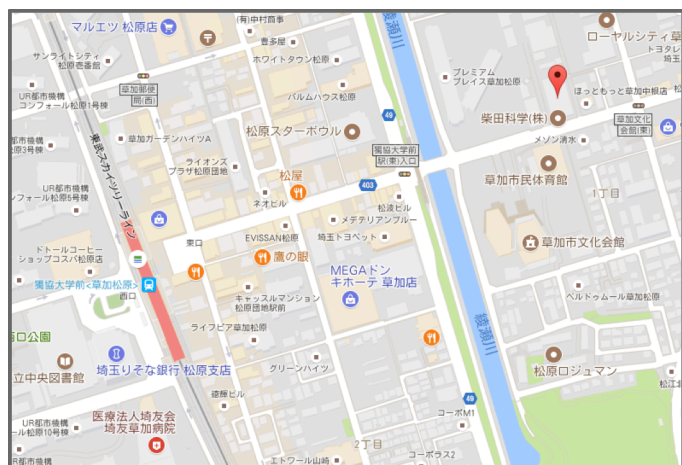 マルエツ 松原店
(有)中村商事
豊多屋
ローヤルシティ草
サンライトシティ
松原壱番館
ホワイトタウン松原
トヨタレ
埼玉
UR都市機構
コンフォール松原1号棟
草加郵便
局(西)
パルムハウス松原
プレミアム
プレイス草加松原
ほっともっと草加中根店
綾瀬川
49
柴田科学(株)
草加文化
会館(東)
松原スターボウル
メゾン清水
UR都市機構
ンフォール松原3号棟
草加ガーデンハイツA
獨協大学前
駅(東)入口
東武スカイツリーライン
ライオンズ
プラザ松原団地
松屋
403
草加市民体育館
1丁目
UR都市機構
ンフォール松原5号棟
ネオビル
松波ビル
メデテリアンブルー
東口
EVISSAN松原
埼玉トヨペット
草加市文化会館
ドトールコーヒー
ショップコスパ松原店
鷹の眼
MEGAドン
キホーテ 草加店
獨協大学前<草加松原>
西口
キャッスルマンション
松原団地駅前
ベルドゥムール草加松原
ライフピア草加松原
綾瀬川
西口公園
立中央図書館
埼玉りそな銀行 松原支店
グリーンハイツ
松原ロジュマン
松江北
49
コーポM1
医療法人埼友会
埼友草加病院
UR都市機構
ール松原10号棟
2丁目
コーポラス2
エトワール山崎